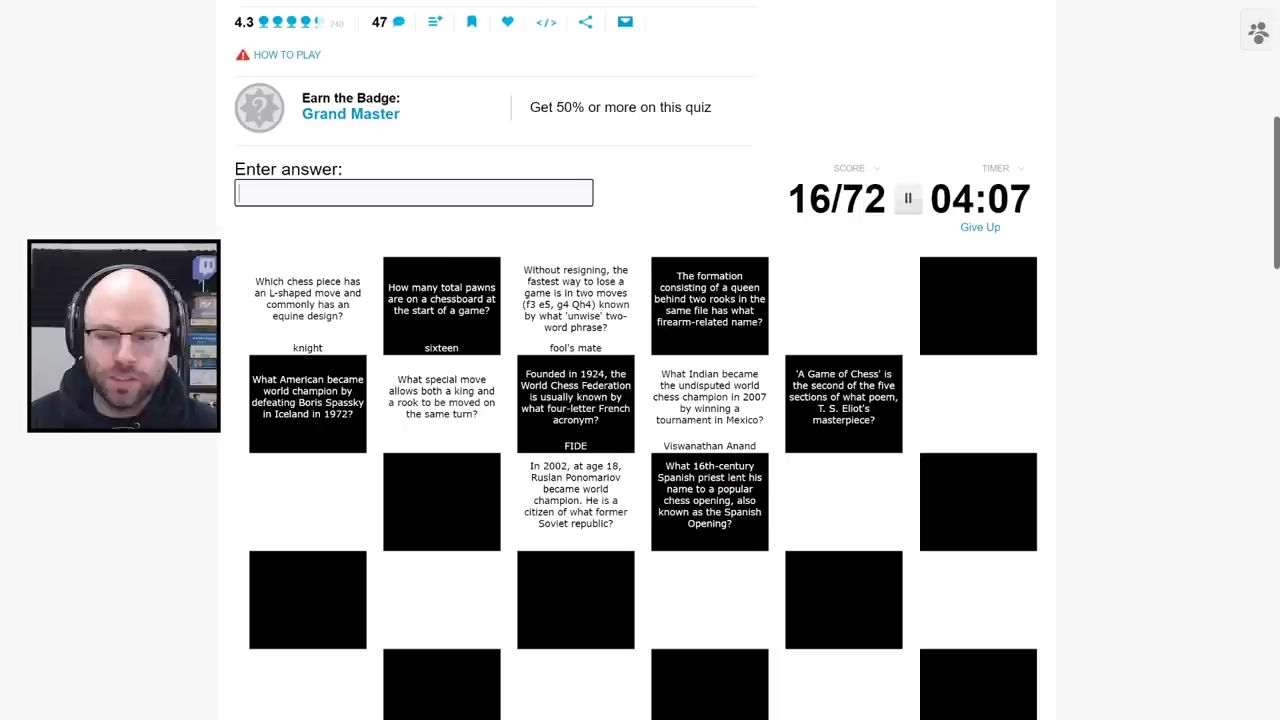 4.3 240 47 </>
HOW TO PLAY
Earn the Badge:
Grand Master
Get 50% or more on this quiz
Enter answer:
SCORE
TIMER
16/72
04:07
Give Up
Which chess piece has
an L-shaped move and
commonly has an
equine design?
knight
How many total pawns
are on a chessboard at
the start of a game?
sixteen
Without resigning, the
fastest way to lose a
game is in two moves
(f3 e5, g4 Qh4) known
by what 'unwise' two-
word phrase?
fool's mate
The formation
consisting of a queen
behind two rooks in the
same file has what
firearm-related name?
What American became
world champion by
defeating Boris Spassky
in Iceland in 1972?
What special move
allows both a king and
a rook to be moved on
the same turn?
Founded in 1924, the
World Chess Federation
is usually known by
what four-letter French
acronym?
FIDE
What Indian became
the undisputed world
chess champion in 2007
by winning a
tournament in Mexico?
Viswanathan Anand
'A Game of Chess' is
the second of the five
sections of what poem,
T. S. Eliot's
masterpiece?
In 2002, at age 18,
Ruslan Ponomariov
became world
champion. He is a
citizen of what former
Soviet republic?
What 16th-century
Spanish priest lent his
name to a popular
chess opening, also
known as the Spanish
Opening?